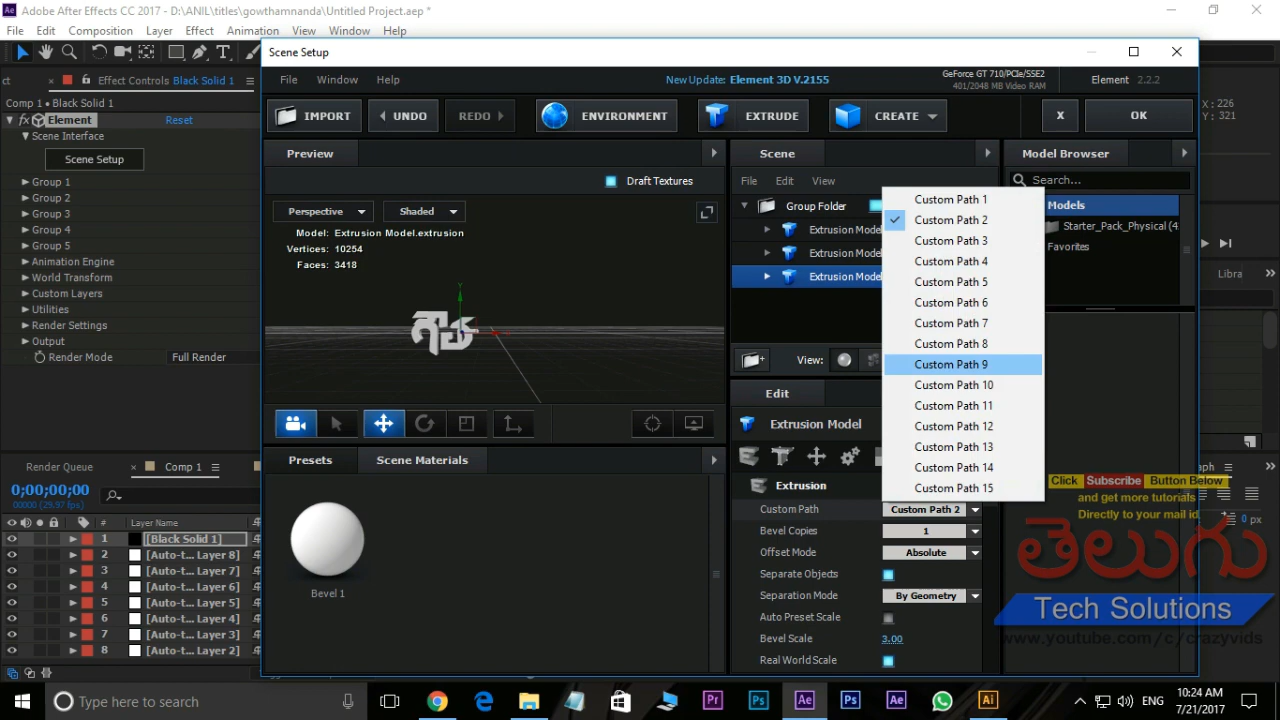 Adobe After Effects CC 2017 - D:\ANIL\titles\gowthamnanda\Untitled Project.aep *
File Edit Composition Layer Effect Animation View Window Help
Scene Setup
File Window Help
New Update: Element 3D V.2155
GeForce GT 710/PCIe/SSE2
401/2048 MB Video RAM
Element 2.2.2
IMPORT UNDO REDO ENVIRONMENT EXTRUDE CREATE X OK
ct Effect Controls Black Solid 1
Comp 1 • Black Solid 1
fx Element Reset
Scene Interface
Scene Setup
Group 1
Group 2
Group 3
Group 4
Group 5
Animation Engine
World Transform
Custom Layers
Utilities
Render Settings
Output
Render Mode Full Render
Preview
Draft Textures
Perspective Shaded
Model: Extrusion Model.extrusion
Vertices: 10254
Faces: 3418
Y
గౌత
Presets Scene Materials
Bevel 1
Scene
File Edit View
Group Folder
Extrusion Model
Extrusion Model
Extrusion Model
View:
Custom Path 1
Custom Path 2
Custom Path 3
Custom Path 4
Custom Path 5
Custom Path 6
Custom Path 7
Custom Path 8
Custom Path 9
Custom Path 10
Custom Path 11
Custom Path 12
Custom Path 13
Custom Path 14
Custom Path 15
Edit
Extrusion Model
Extrusion
Custom Path Custom Path 2
Bevel Copies 1
Offset Mode Absolute
Separate Objects
Separation Mode By Geometry
Auto Preset Scale
Bevel Scale 3.00
Real World Scale
Model Browser
Search...
Models
Starter_Pack_Physical (4
Favorites
X : 226
Y : 321
Libra
graph
0 px
Click Subscribe Button Below
and get more tutorials
Directly to your mail id.
తెలుగు
Tech Solutions
www.youtube.com/c/crazyvids
Render Queue Comp 1
0;00;00;00
(29.97 fps)
# Layer Name
1 [Black Solid 1]
2 [Auto-t... Layer 8]
3 [Auto-t... Layer 7]
4 [Auto-t... Layer 6]
5 [Auto-t... Layer 5]
6 [Auto-t... Layer 4]
7 [Auto-t... Layer 3]
8 [Auto-t... Layer 2]
Type here to search
ENG
10:24 AM
7/21/2017